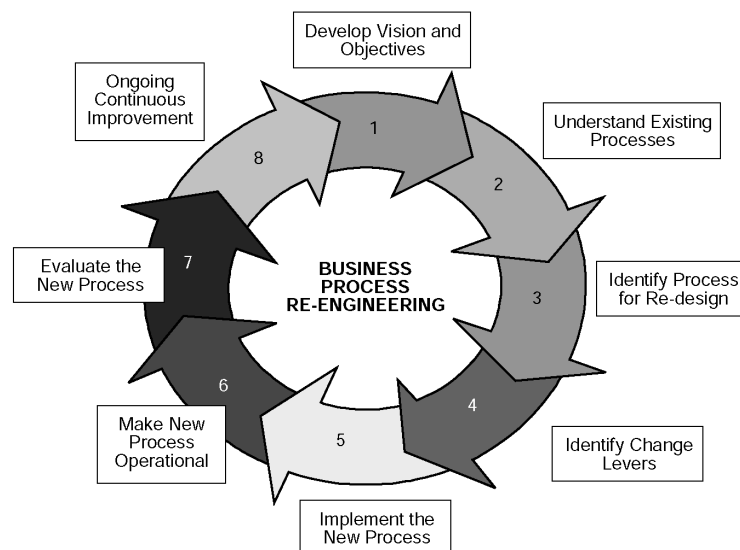 Develop Vision and
Objectives
Ongoing
Continuous
Improvement
1
Understand Existing
Processes
8
2
Evaluate the
New Process
7
BUSINESS
PROCESS
RE-ENGINEERING
3
Identify Process
for Re-design
6
4
Make New
Process
Operational
5
Identify Change
Levers
Implement the
New Process